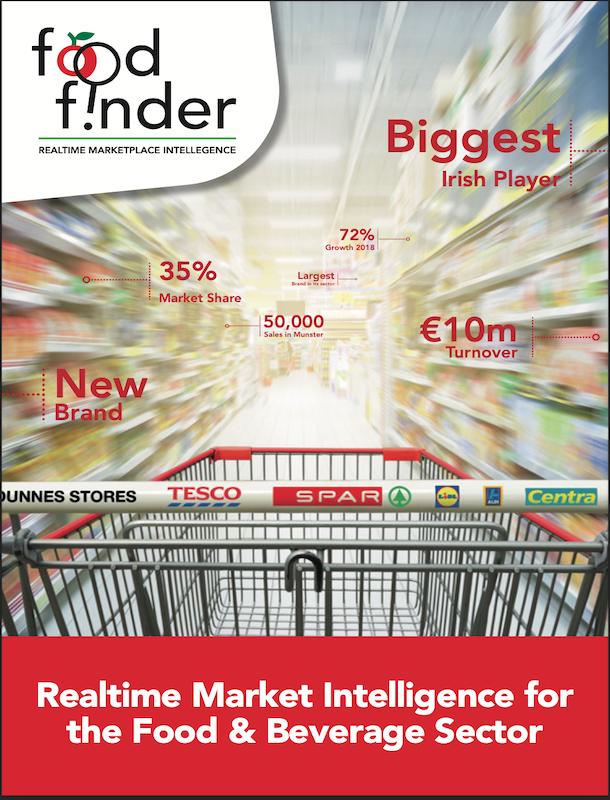 food
f!nder
REALTIME MARKETPLACE INTELLEGENCE
Biggest
Irish Player
72%
Growth 2018
35%
Market Share
Largest
Brand in its sector
50,000
Sales in Munster
€10m
Turnover
New
Brand
DUNNES STORES TESCO SPAR LIDL ALDI Centra
Realtime Market Intelligence for
the Food & Beverage Sector